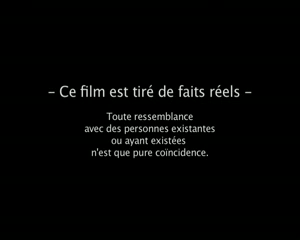 – Ce film est tiré de faits réels –
Toute ressemblance
avec des personnes existantes
ou ayant existées
n'est que pure coïncidence.